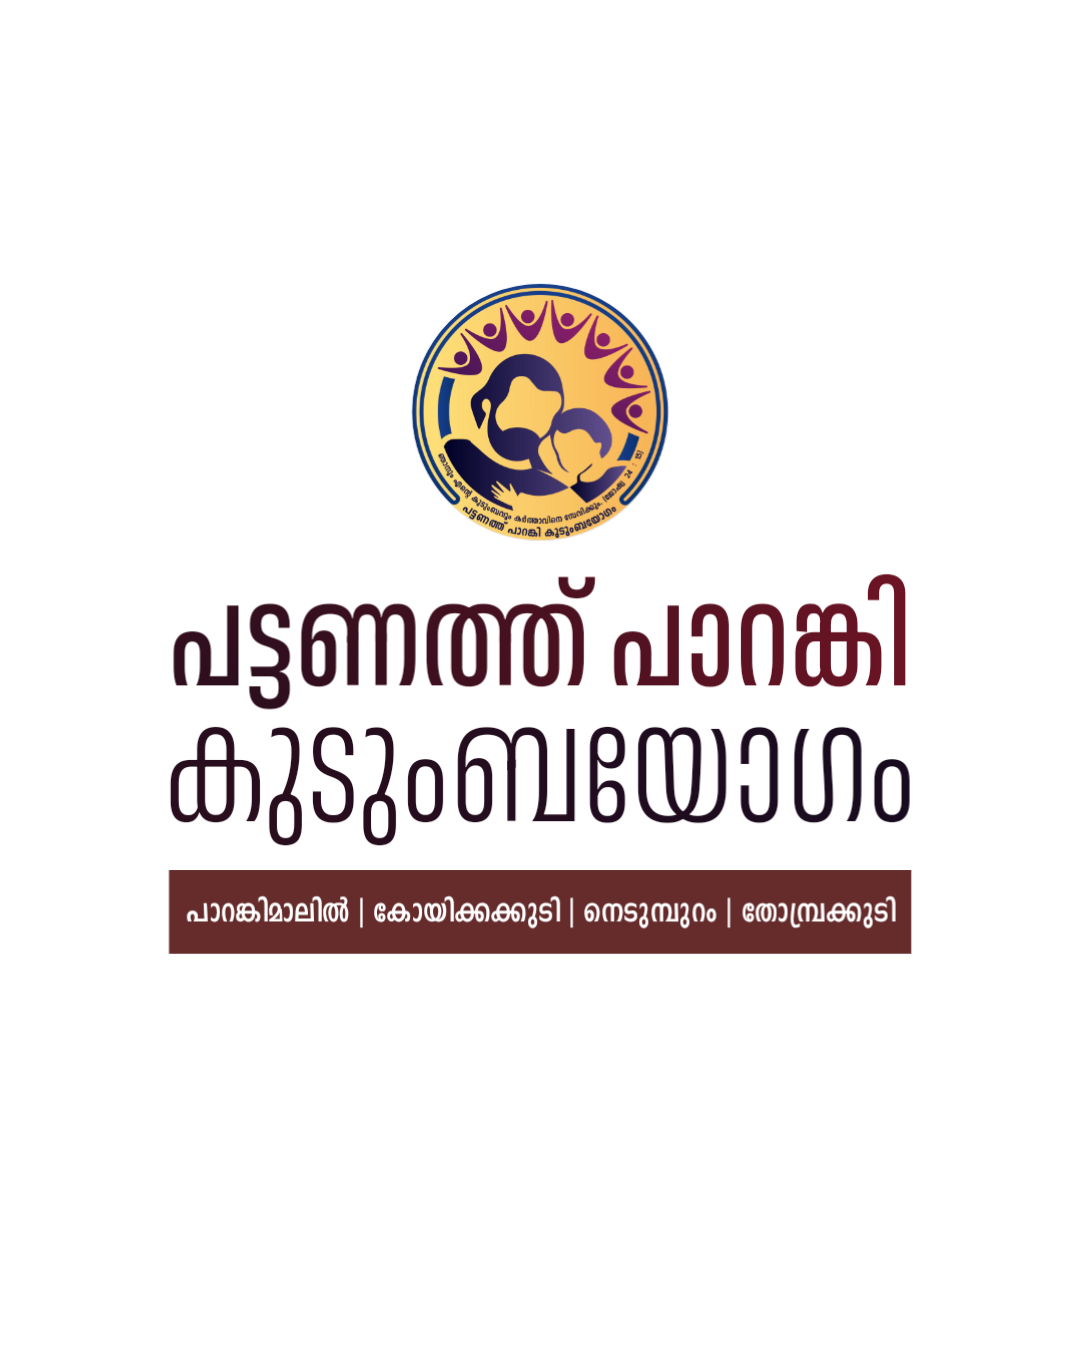 ഞാനും എന്റെ കുടുംബവും കർത്താവിനെ സേവിക്കും. (ജോഷ്വ 24 : 15)
പട്ടണത്ത് പാറങ്കി കുടുംബയോഗം
പട്ടണത്ത് പാറങ്കി
കുടുംബയോഗം
പാറങ്കിമാലിൽ | കോയിക്കക്കുടി | നെടുമ്പുറം | തോമ്പ്രക്കുടി